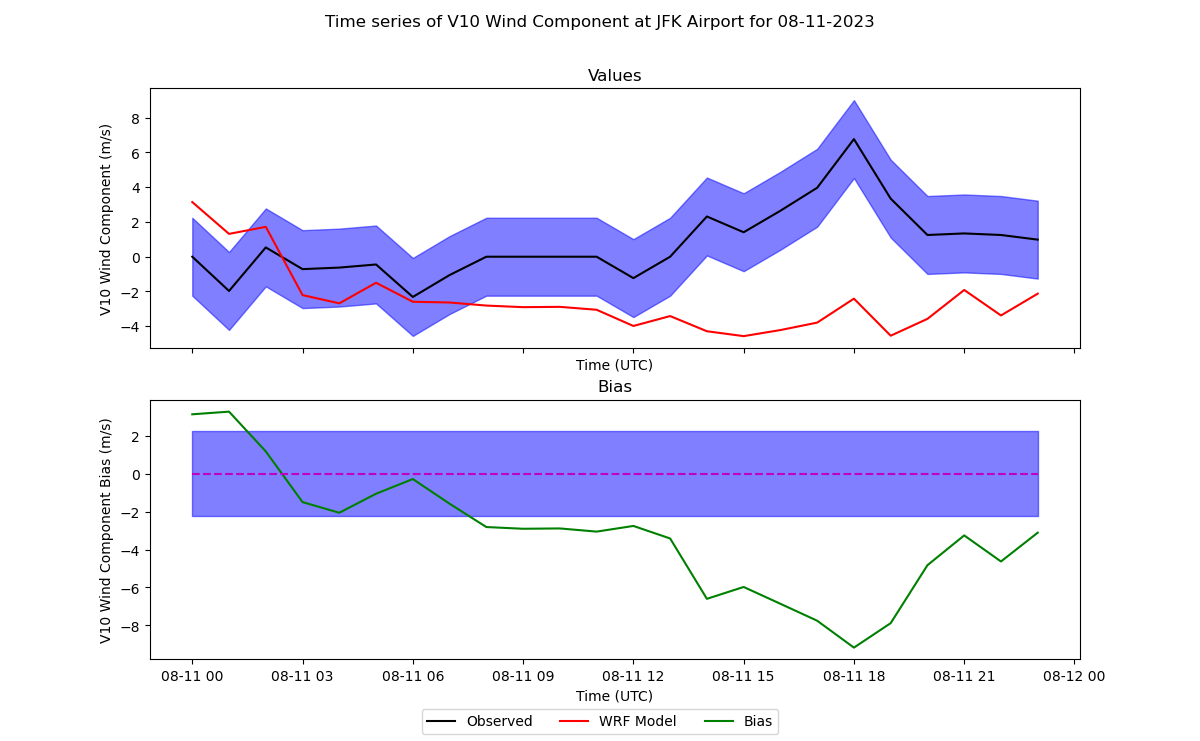 Time series of V10 Wind Component at JFK Airport for 08-11-2023
Values
V10 Wind Component (m/s)
8
6
4
2
0
−2
−4
Time (UTC)
Bias
V10 Wind Component Bias (m/s)
2
0
−2
−4
−6
−8
08-11 00 08-11 03 08-11 06 08-11 09 08-11 12 08-11 15 08-11 18 08-11 21 08-12 00
Time (UTC)
Observed WRF Model Bias